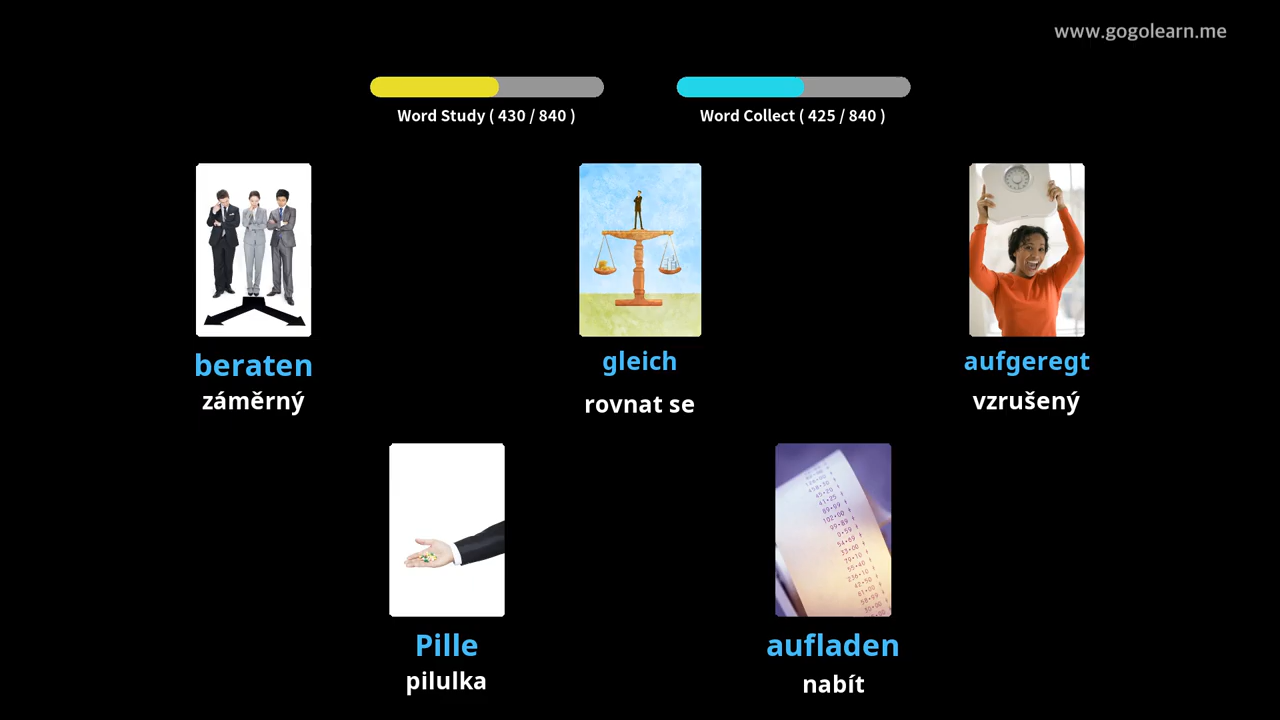 www.gogolearn.me
Word Study ( 430 / 840 )
Word Collect ( 425 / 840 )
beraten
záměrný
gleich
rovnat se
aufgeregt
vzrušený
Pille
pilulka
aufladen
nabít